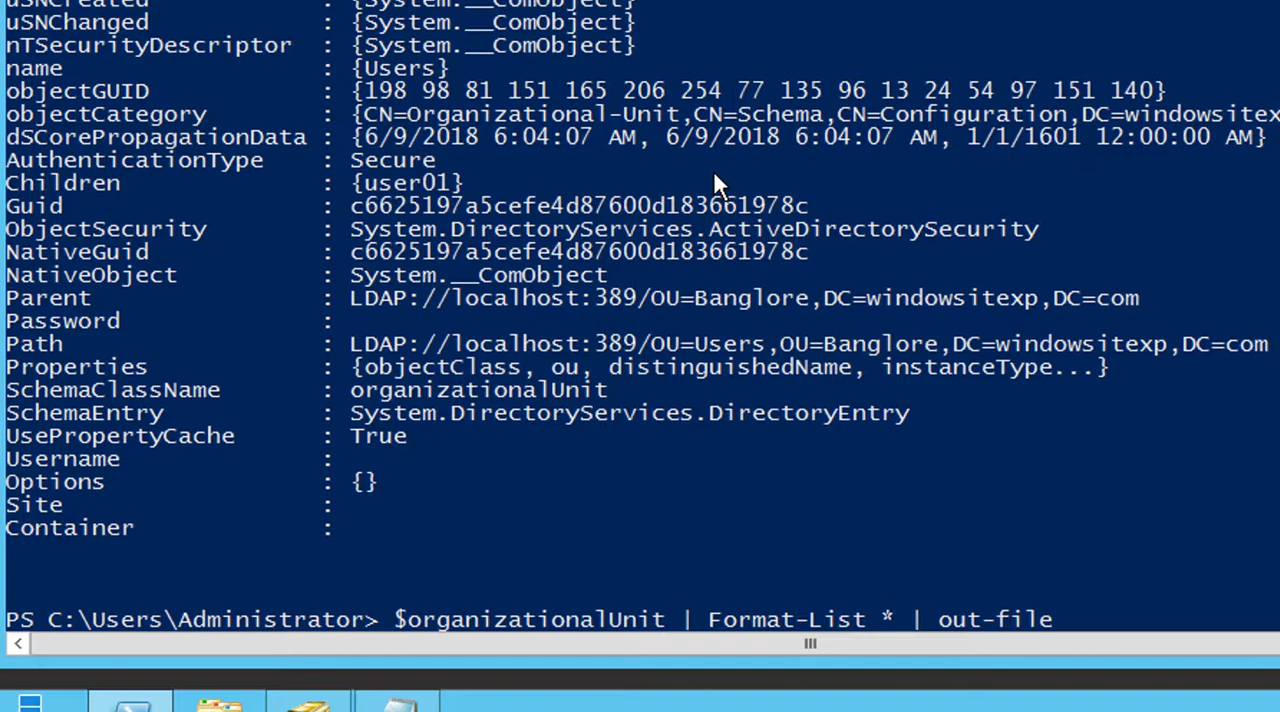 uSNCreated : {System.__ComObject}
uSNChanged : {System.__ComObject}
nTSecurityDescriptor : {System.__ComObject}
name : {Users}
objectGUID : {198 98 81 151 165 206 254 77 135 96 13 24 54 97 151 140}
objectCategory : {CN=Organizational-Unit,CN=Schema,CN=Configuration,DC=windowsitex
dSCorePropagationData : {6/9/2018 6:04:07 AM, 6/9/2018 6:04:07 AM, 1/1/1601 12:00:00 AM}
AuthenticationType : Secure
Children : {user01}
Guid : c6625197a5cefe4d87600d183661978c
ObjectSecurity : System.DirectoryServices.ActiveDirectorySecurity
NativeGuid : c6625197a5cefe4d87600d183661978c
NativeObject : System.__ComObject
Parent : LDAP://localhost:389/OU=Banglore,DC=windowsitexp,DC=com
Password :
Path : LDAP://localhost:389/OU=Users,OU=Banglore,DC=windowsitexp,DC=com
Properties : {objectClass, ou, distinguishedName, instanceType...}
SchemaClassName : organizationalUnit
SchemaEntry : System.DirectoryServices.DirectoryEntry
UsePropertyCache : True
Username :
Options : {}
Site :
Container :
PS C:\Users\Administrator> $organizationalUnit | Format-List * | out-file